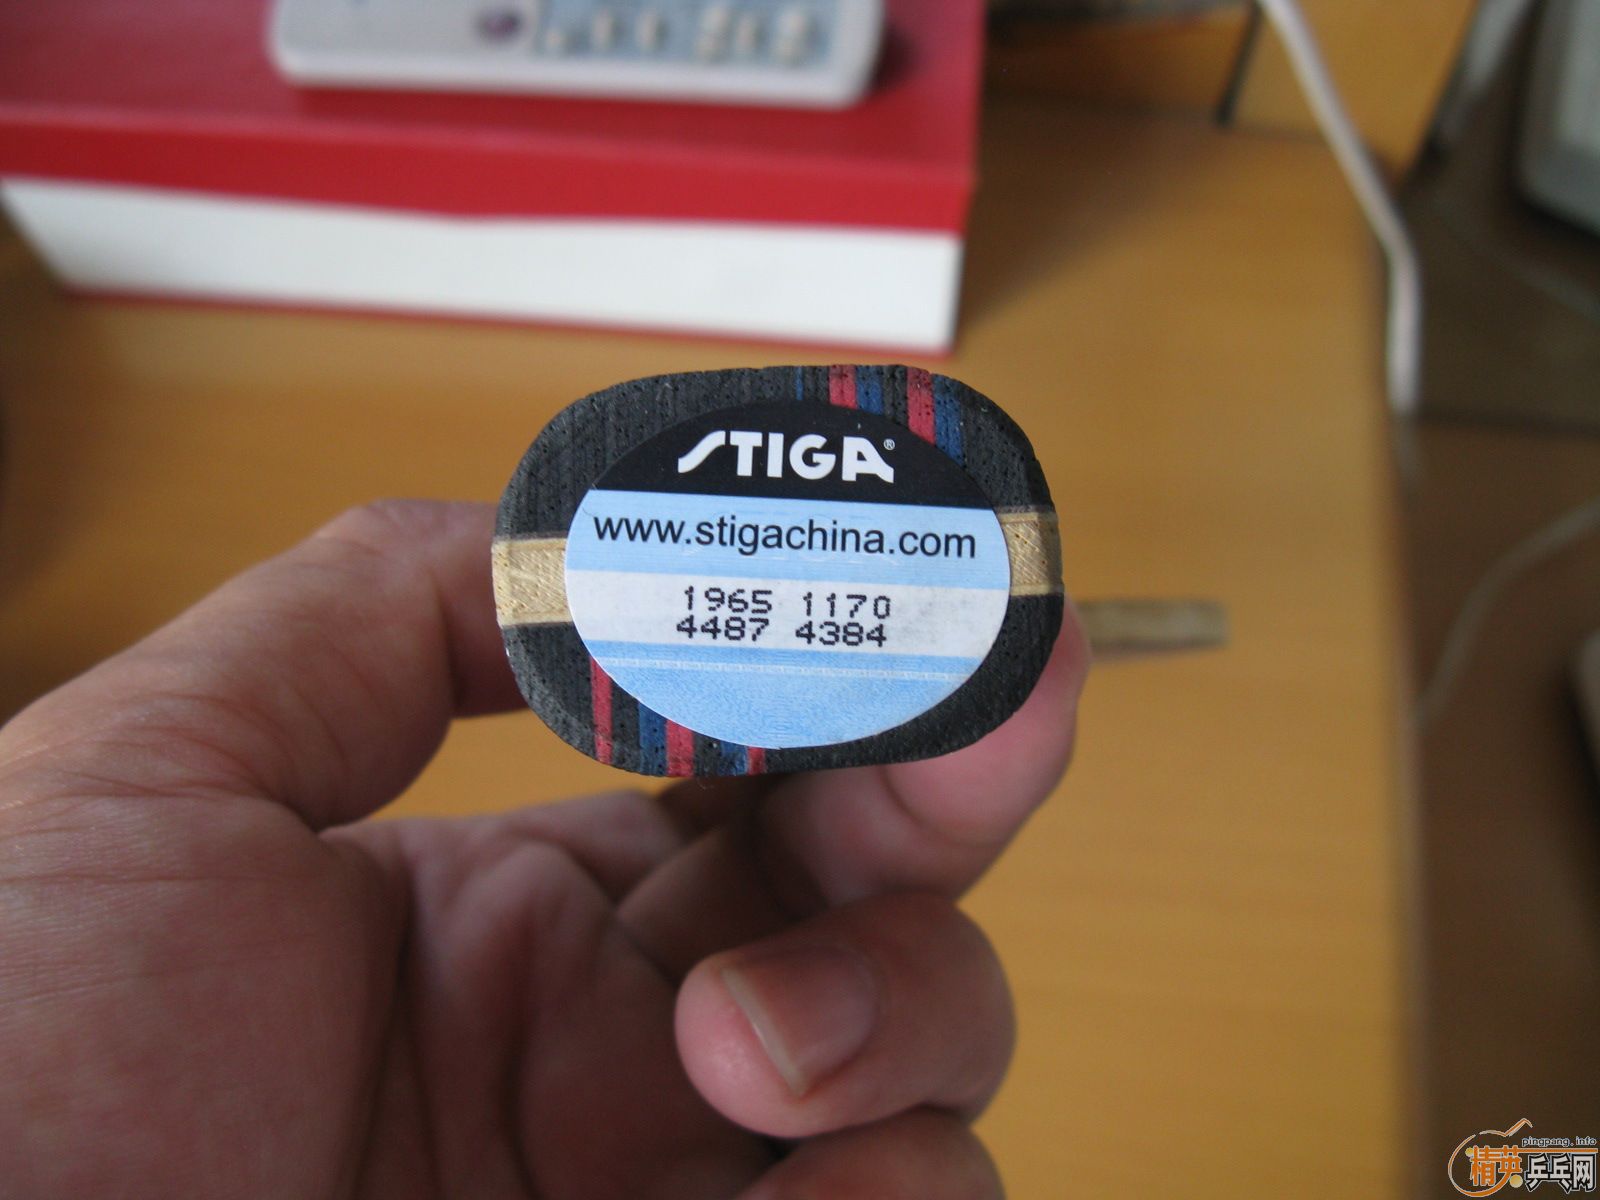 STIGA®
www.stigachina.com
1965 1170
4487 4384
pingpang.info
精英乒乓网